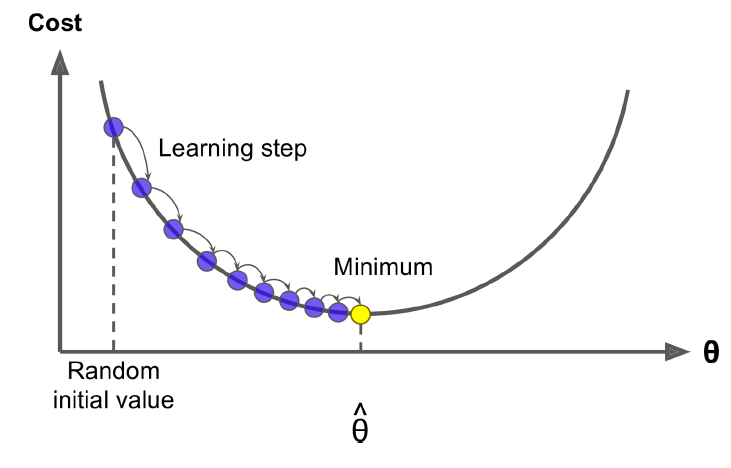 Cost
Learning step
Minimum
θ
Random
initial value
θ̂